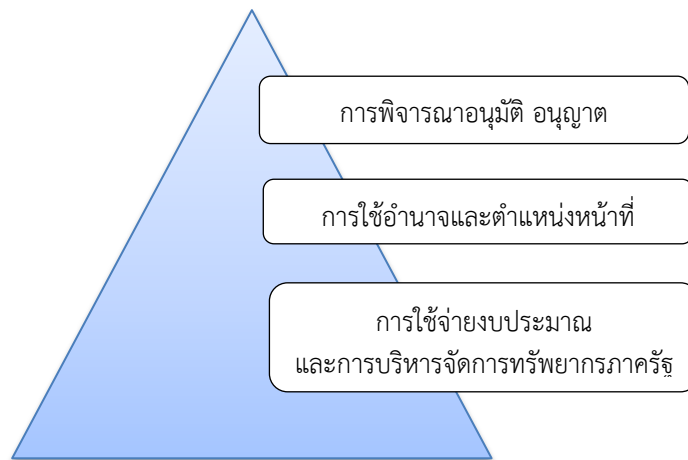 การพิจารณาอนุมัติ อนุญาต
การใช้อำนาจและตำแหน่งหน้าที่
การใช้จ่ายงบประมาณ
และการบริหารจัดการทรัพยากรภาครัฐ